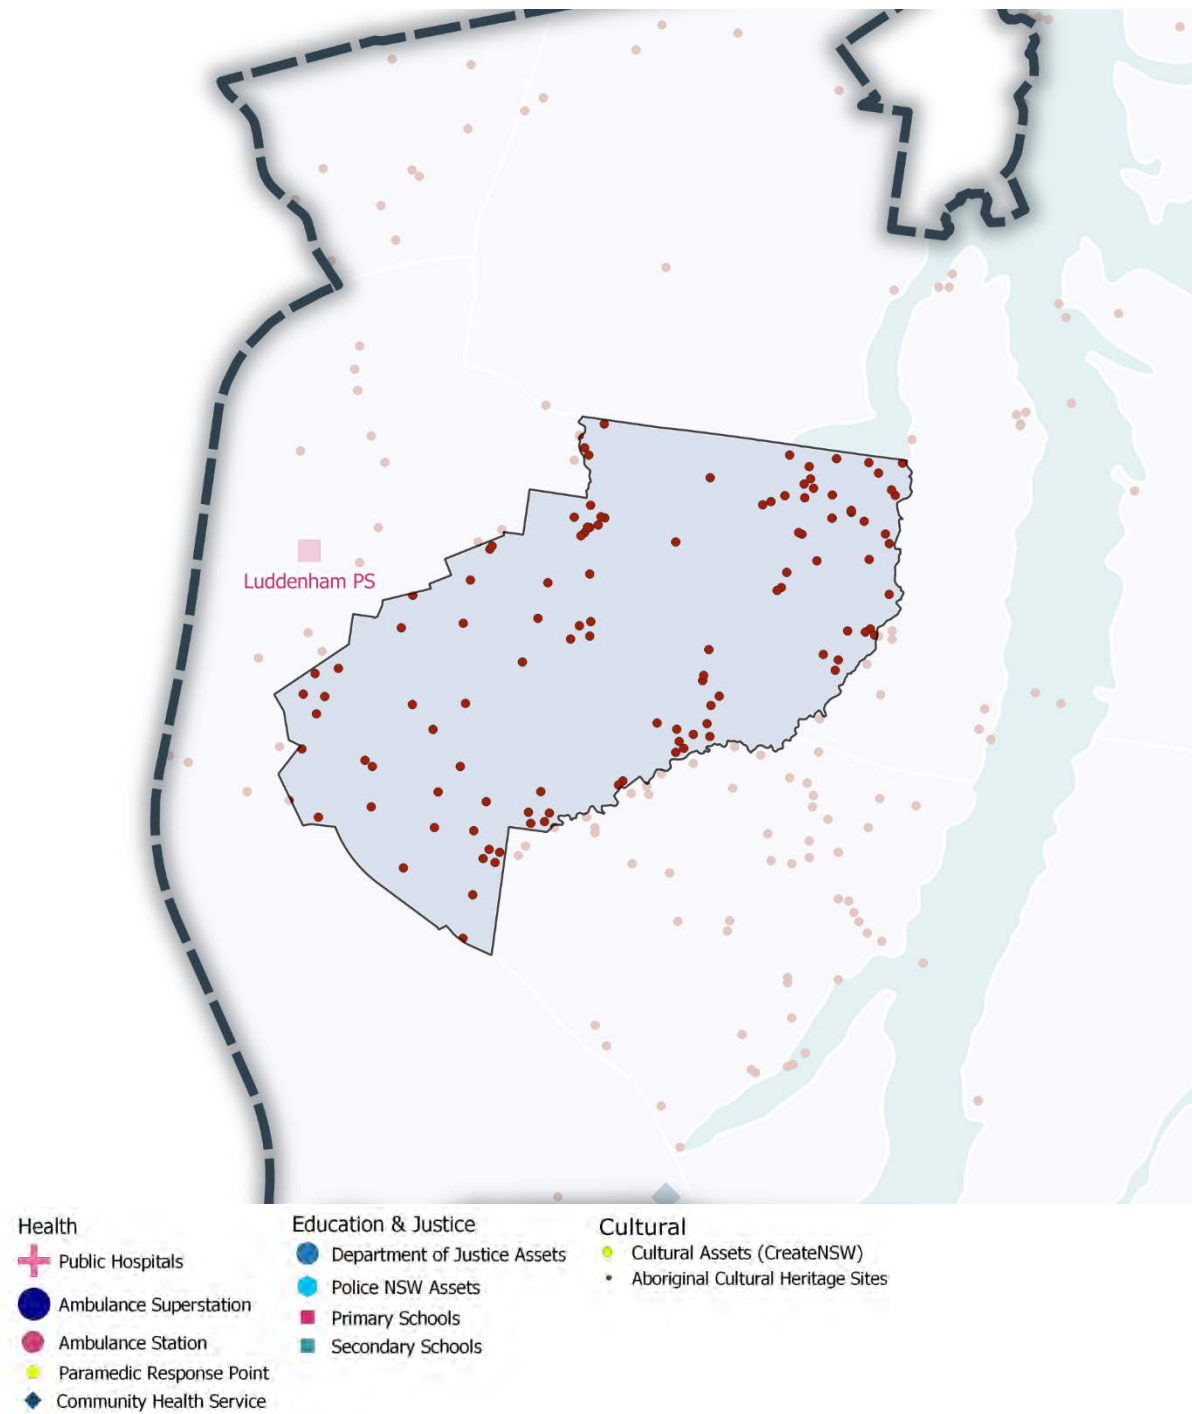 Luddenham PS
Health
Public Hospitals
Ambulance Superstation
Ambulance Station
Paramedic Response Point
Community Health Service
Education & Justice
Department of Justice Assets
Police NSW Assets
Primary Schools
Secondary Schools
Cultural
Cultural Assets (CreateNSW)
Aboriginal Cultural Heritage Sites